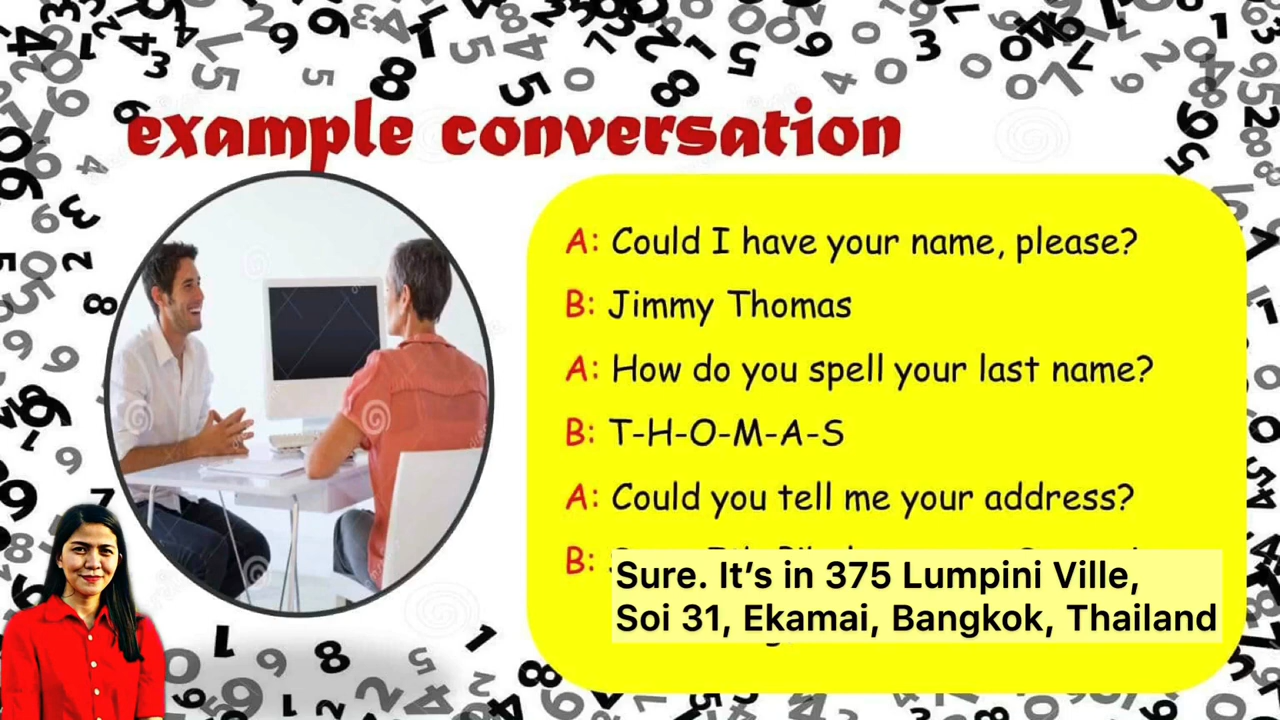 example conversation
A: Could I have your name, please?
B: Jimmy Thomas
A: How do you spell your last name?
B: T-H-O-M-A-S
A: Could you tell me your address?
B:
Sure. It’s in 375 Lumpini Ville,
Soi 31, Ekamai, Bangkok, Thailand